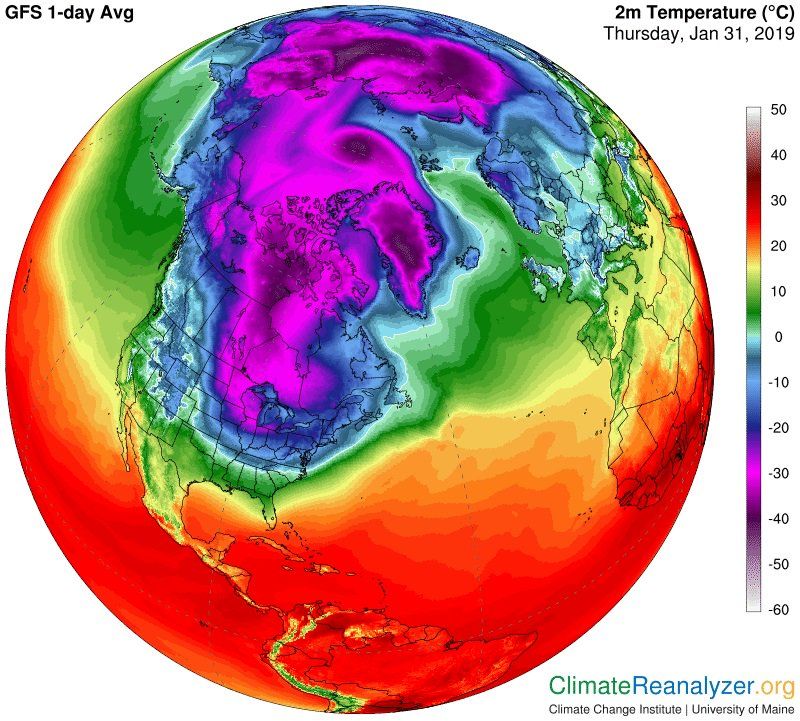 GFS 1-day Avg
2m Temperature (°C)
Thursday, Jan 31, 2019
50
40
30
20
10
0
-10
-20
-30
-40
-50
-60
ClimateReanalyzer.org
Climate Change Institute | University of Maine